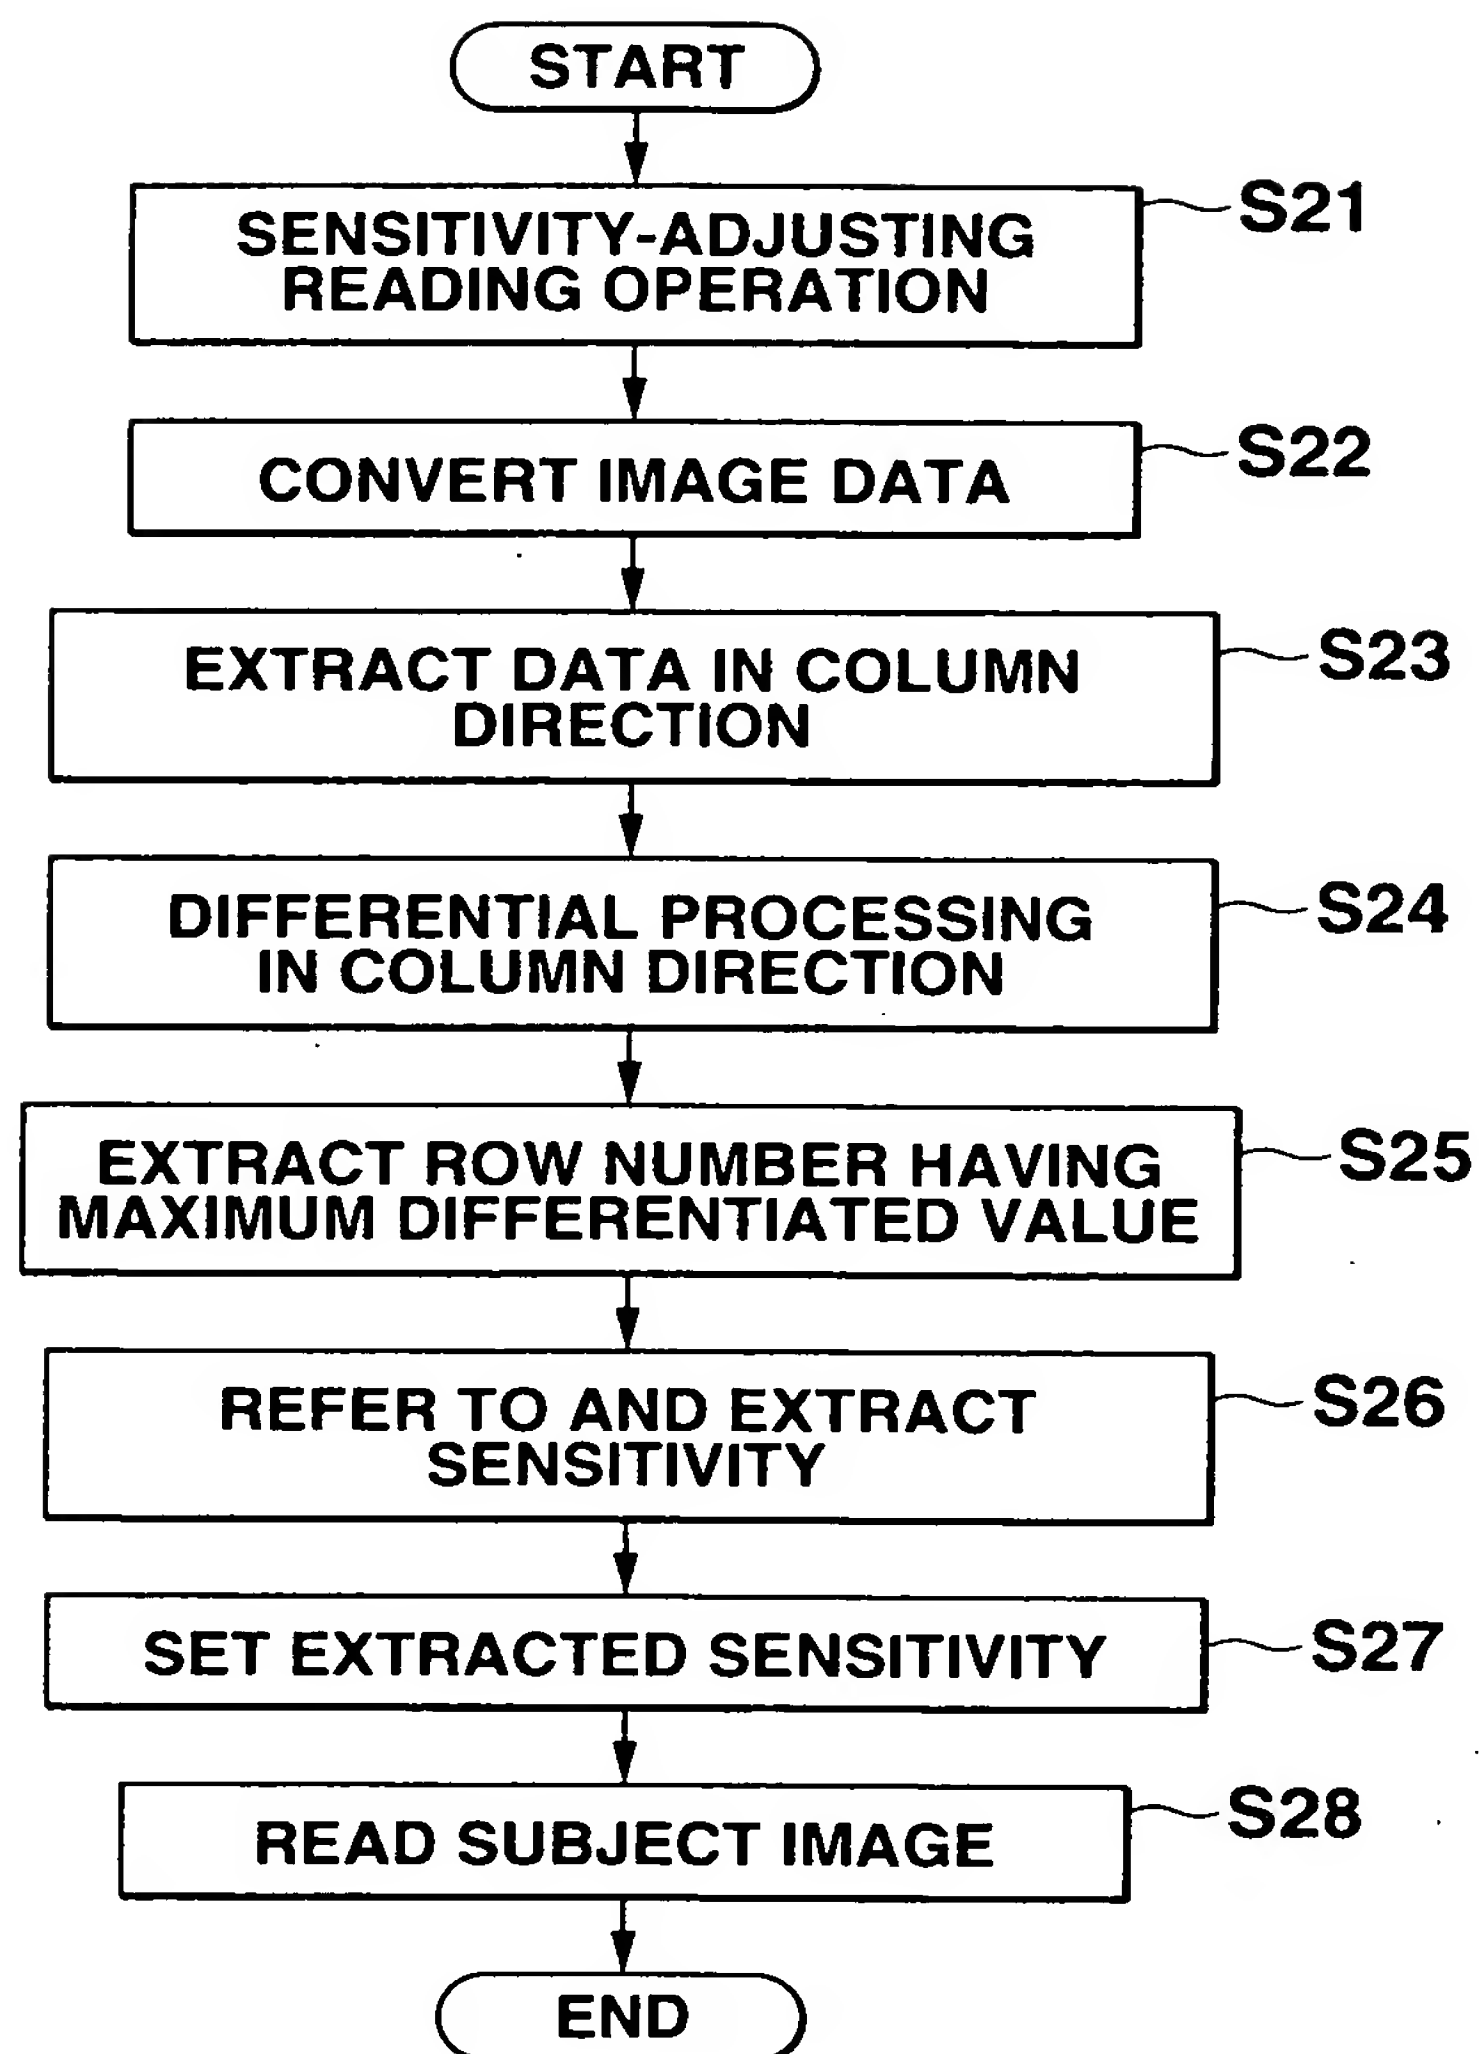 START
SENSITIVITY-ADJUSTING
READING OPERATION
S21
CONVERT IMAGE DATA
S22
EXTRACT DATA IN COLUMN
DIRECTION
S23
DIFFERENTIAL PROCESSING
IN COLUMN DIRECTION
S24
EXTRACT ROW NUMBER HAVING
MAXIMUM DIFFERENTIATED VALUE
S25
REFER TO AND EXTRACT
SENSITIVITY
S26
SET EXTRACTED SENSITIVITY
S27
READ SUBJECT IMAGE
S28
END